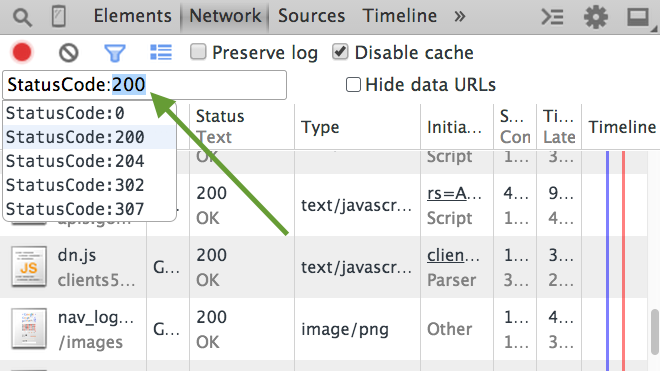 Elements Network Sources Timeline »
Preserve log Disable cache
StatusCode:200 Hide data URLs
StatusCode:0
StatusCode:200
StatusCode:204
StatusCode:302
StatusCode:307
Status Text Type Initia... S... Con Ti... Late Timeline
OK Script 1... 3...
200 OK text/javascr... rs=A... Script 4... 1... 9... 3...
dn.js clients5... G... 200 OK text/javascr... clien... Parser 1... 3... 3... 2...
JS
nav_log... /images G... 200 OK image/png Other 1... 1... 4... 3...